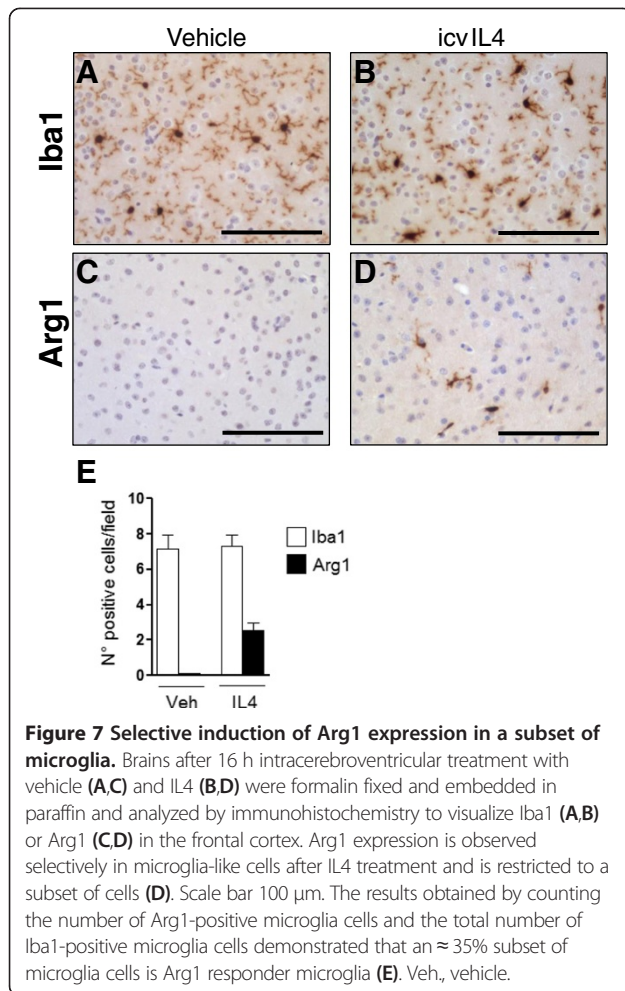 Vehicle
icv IL4
A
B
Iba1
C
D
Arg1
E
10
8
6
4
2
0
N° positive cells/field
Iba1
Arg1
Veh
IL4
Figure 7 Selective induction of Arg1 expression in a subset of
microglia. Brains after 16 h intracerebroventricular treatment with
vehicle (A,C) and IL4 (B,D) were formalin fixed and embedded in
paraffin and analyzed by immunohistochemistry to visualize Iba1 (A,B)
or Arg1 (C,D) in the frontal cortex. Arg1 expression is observed
selectively in microglia-like cells after IL4 treatment and is restricted to a
subset of cells (D). Scale bar 100 μm. The results obtained by counting
the number of Arg1-positive microglia cells and the total number of
Iba1-positive microglia cells demonstrated that an ≈ 35% subset of
microglia cells is Arg1 responder microglia (E). Veh., vehicle.